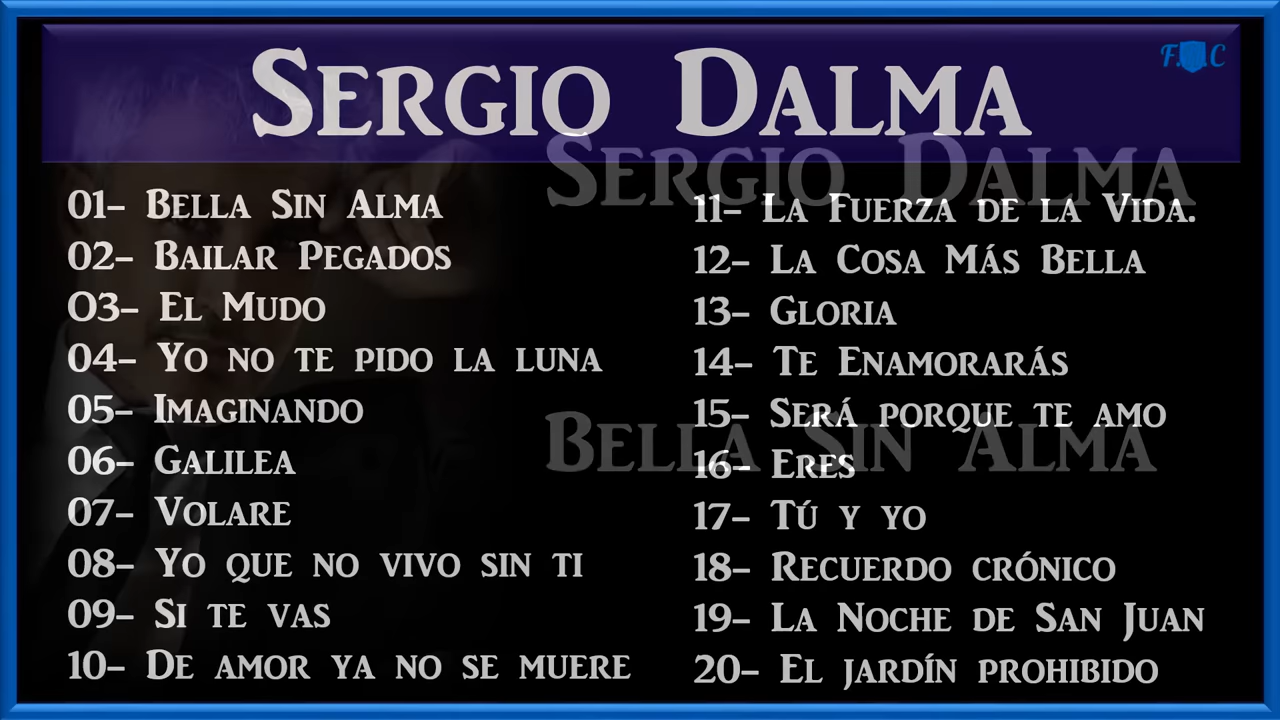 Sergio Dalma
F. C
Sergio Dalma
01- Bella Sin Alma
02- Bailar Pegados
O3- El Mudo
04- Yo no te pido la luna
05- Imaginando
06- Galilea
07- Volare
08- Yo que no vivo sin ti
09- Si te vas
10- De amor ya no se muere
11- La Fuerza de la Vida.
12- La Cosa Más Bella
13- Gloria
14- Te Enamorarás
15- Será porque te amo
Bella Sin Alma
16- Eres
17- Tú y yo
18- Recuerdo crónico
19- La Noche de San Juan
20- El jardín prohibido